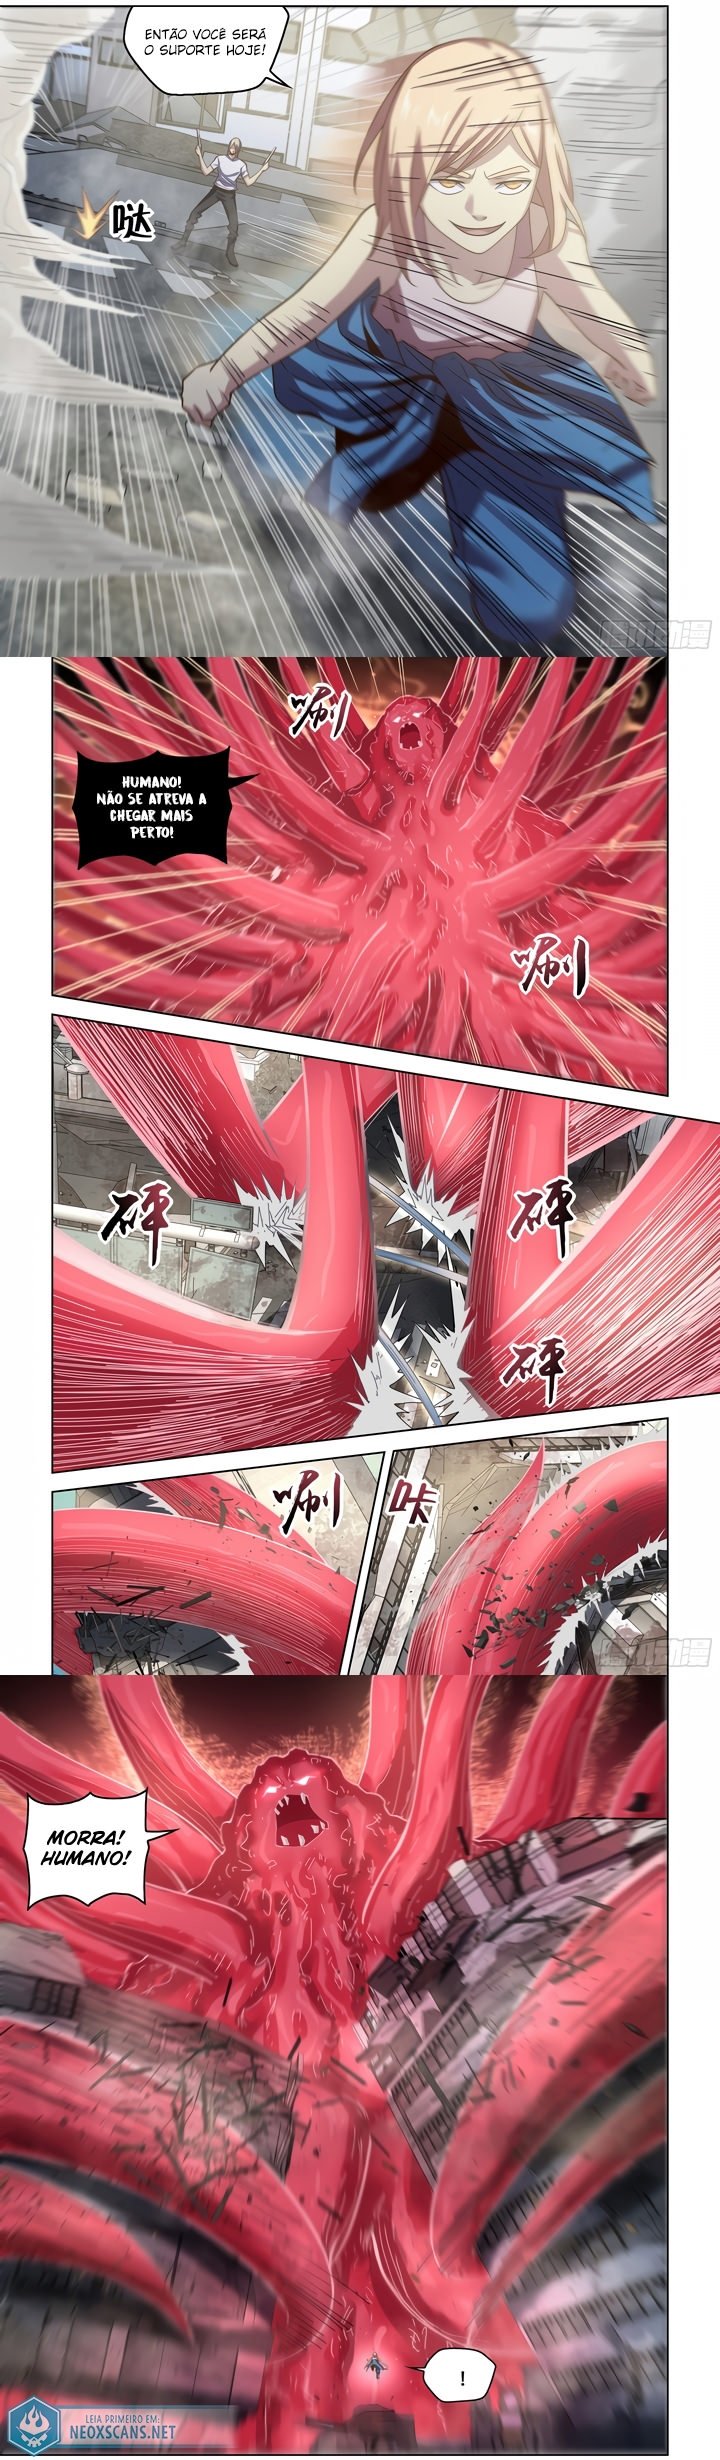 ENTÃO VOCÊ SERÁ
O SUPORTE HOJE!
哒
唰
HUMANO!
NÃO SE ATREVA A
CHEGAR MAIS
PERTO!
唰
砰
砰
砰
唰
咔
MORRA!
HUMANO!
!
LEIA PRIMEIRO EM:
NEOXSCANS.NET